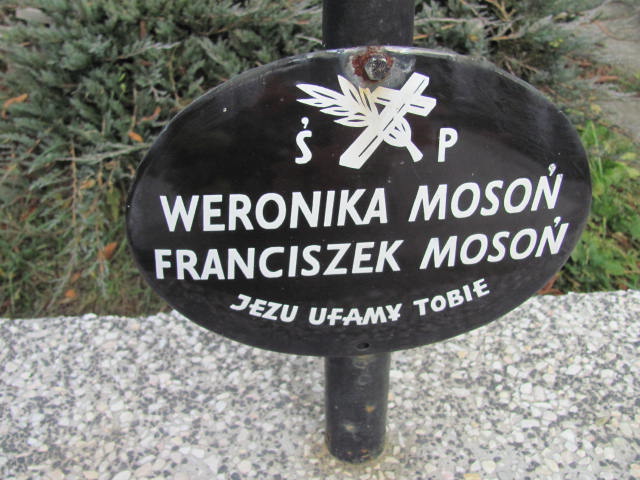 Ś P
WERONIKA MOSOŃ
FRANCISZEK MOSOŃ
JEZU UFAMY TOBIE